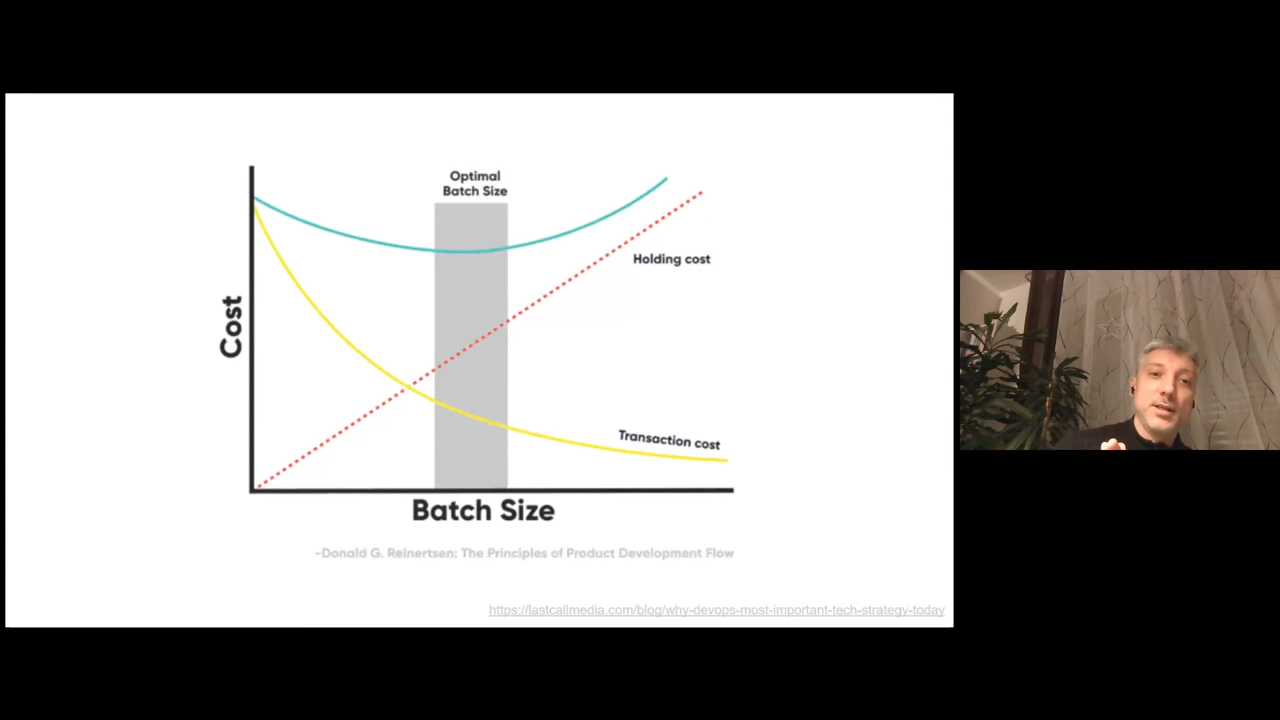 Optimal
Batch Size
Holding cost
Cost
Transaction cost
Batch Size
-Donald G. Reinertsen: The Principles of Product Development Flow
https://lastcallmedia.com/blog/why-devops-most-important-tech-strategy-today